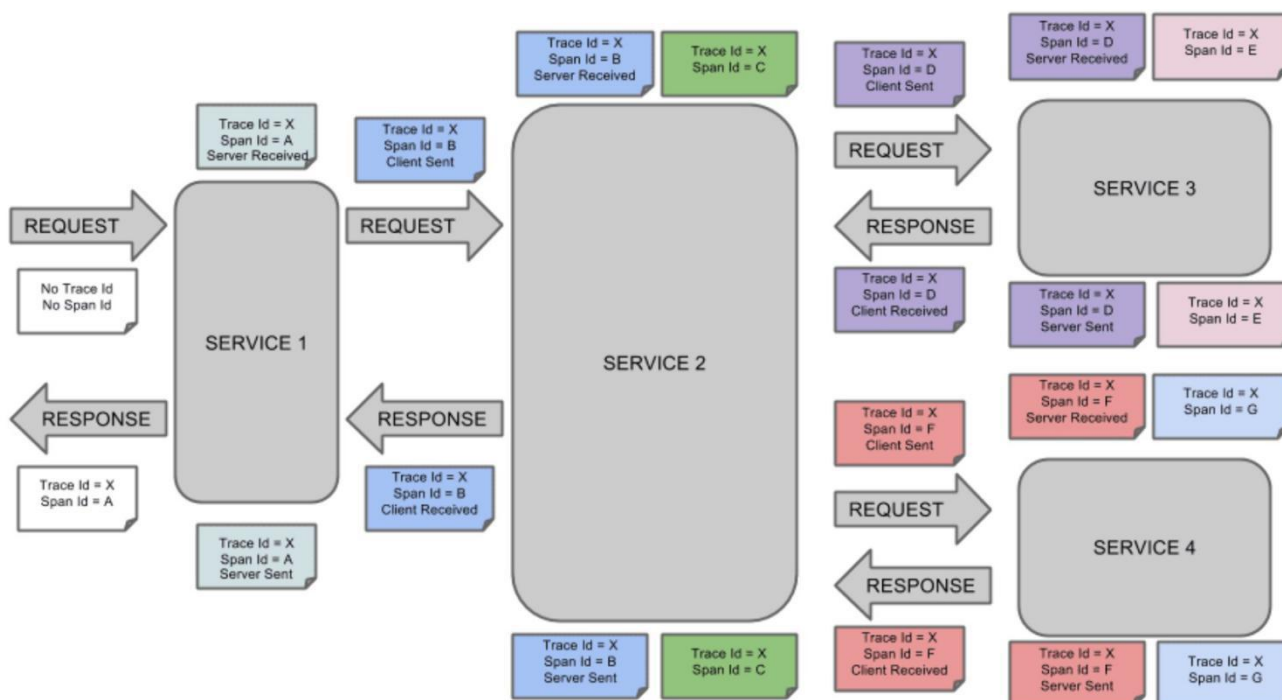 Trace Id = X
Span Id = B
Server Received
Trace Id = X
Span Id = C
Trace Id = X
Span Id = D
Client Sent
Trace Id = X
Span Id = D
Server Received
Trace Id = X
Span Id = E
Trace Id = X
Span Id = A
Server Received
Trace Id = X
Span Id = B
Client Sent
REQUEST
SERVICE 3
REQUEST
REQUEST
RESPONSE
No Trace Id
No Span Id
Trace Id = X
Span Id = D
Client Received
Trace Id = X
Span Id = D
Server Sent
Trace Id = X
Span Id = E
SERVICE 1
SERVICE 2
RESPONSE
RESPONSE
Trace Id = X
Span Id = F
Client Sent
Trace Id = X
Span Id = F
Server Received
Trace Id = X
Span Id = G
Trace Id = X
Span Id = A
Trace Id = X
Span Id = B
Client Received
REQUEST
SERVICE 4
Trace Id = X
Span Id = A
Server Sent
RESPONSE
Trace Id = X
Span Id = B
Server Sent
Trace Id = X
Span Id = C
Trace Id = X
Span Id = F
Client Received
Trace Id = X
Span Id = F
Server Sent
Trace Id = X
Span Id = G